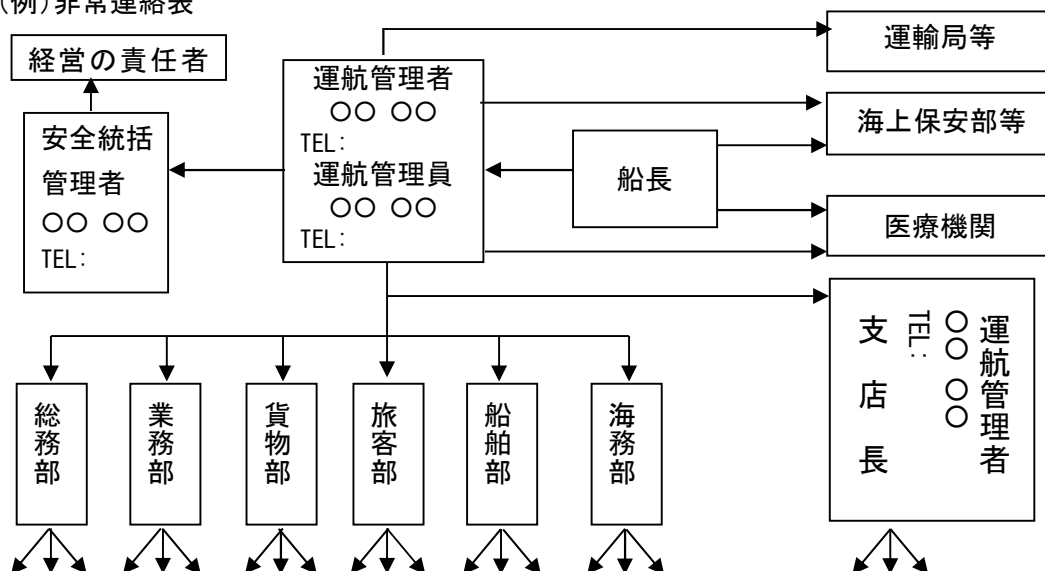 (例)非常連絡表
経営の責任者
安全統括
管理者
○○ ○○
TEL:
運航管理者
○○ ○○
TEL:
運航管理員
○○ ○○
TEL:
船長
運輸局等
海上保安部等
医療機関
運航管理者
○○ ○○
TEL:
支店長
総務部
業務部
貨物部
旅客部
船舶部
海務部